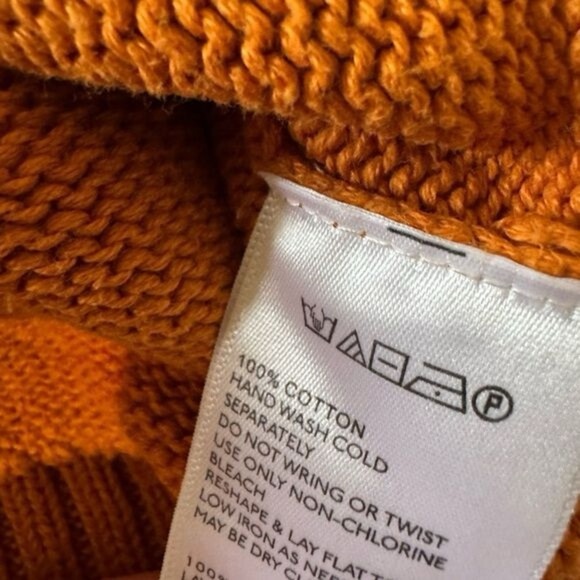 P
100% COTTON
HAND WASH COLD
SEPARATELY
DO NOT WRING OR TWIST
USE ONLY NON-CHLORINE
BLEACH
RESHAPE & LAY FLAT
LOW IRON AS
MAY BE DRY
100%